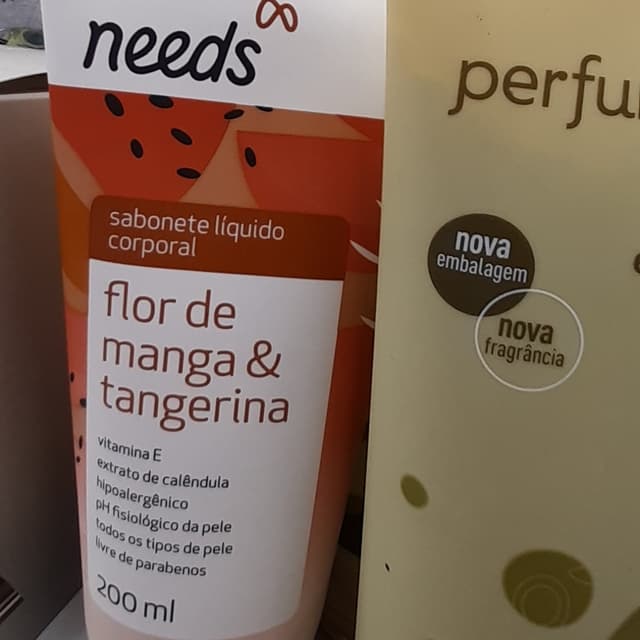 needs
sabonete líquido
corporal
flor de
manga &
tangerina
vitamina E
extrato de calêndula
hipoalergênico
pH fisiológico da pele
todos os tipos de pele
livre de parabenos
200 ml
nova
embalagem
nova
fragrância